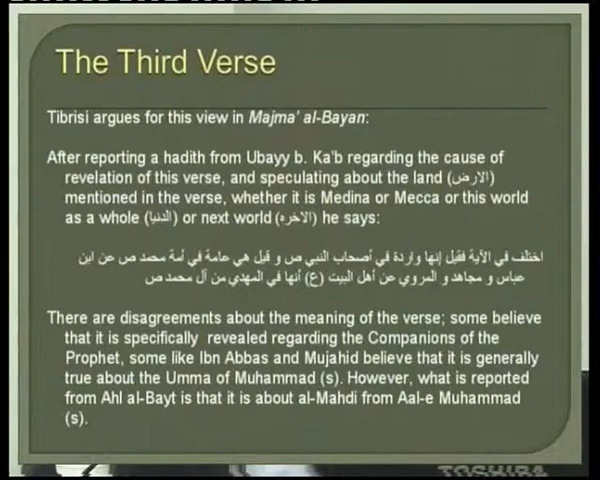 The Third Verse
Tibrisi argues for this view in Majma' al-Bayan:
After reporting a hadith from Ubayy b. Ka'b regarding the cause of
revelation of this verse, and speculating about the land (الارض)
mentioned in the verse, whether it is Medina or Mecca or this world
as a whole (الدنيا) or next world (الاخره) he says:
اختلف في الآية فقيل إنها واردة في أصحاب النبي ص و قيل هي عامة في أمة محمد ص عن ابن
عباس و مجاهد و المروي عن أهل البيت (ع) أنها في المهدي من آل محمد ص
There are disagreements about the meaning of the verse; some believe
that it is specifically revealed regarding the Companions of the
Prophet, some like Ibn Abbas and Mujahid believe that it is generally
true about the Umma of Muhammad (s). However, what is reported
from Ahl al-Bayt is that it is about al-Mahdi from Aal-e Muhammad
(s).
TOSHIBA